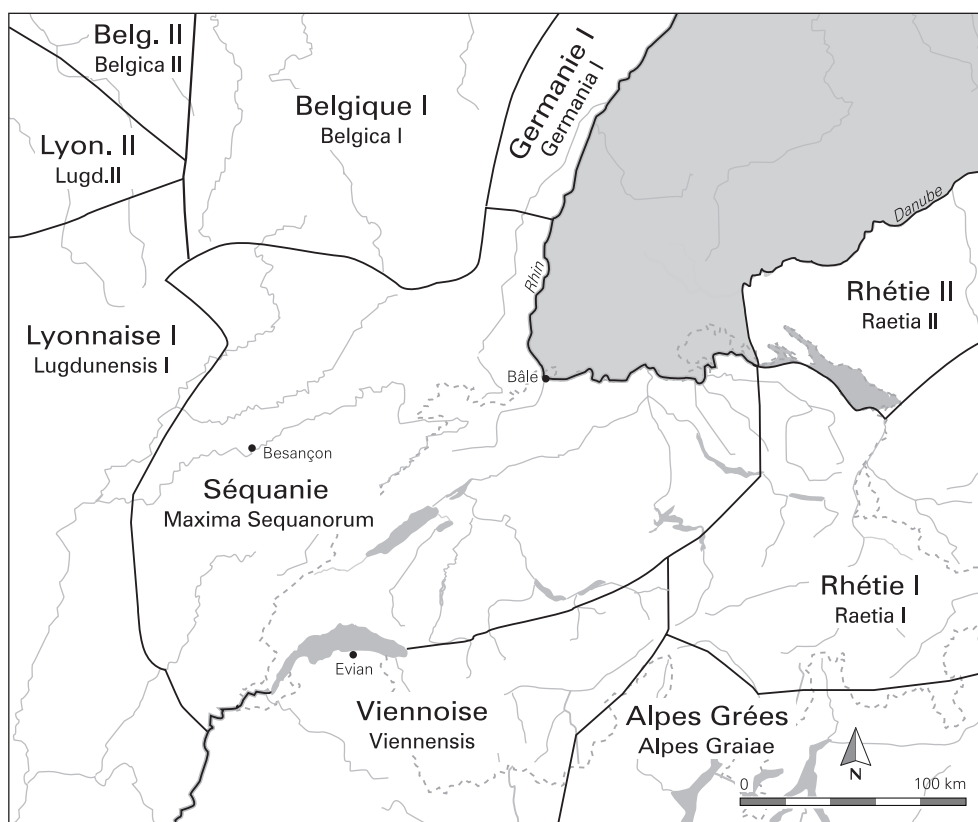 Belg. II
Belgica II
Belgique I
Belgica I
Germanie I
Germania I
Lyon. II
Lugd.II
Danube
Rhin
Rhétie II
Raetia II
Lyonnaise I
Lugdunensis I
Bâlé
Besançon
Séquanie
Maxima Sequanorum
Rhétie I
Raetia I
Evian
Viennoise
Viennensis
Alpes Grées
Alpes Graiae
N
0
100 km